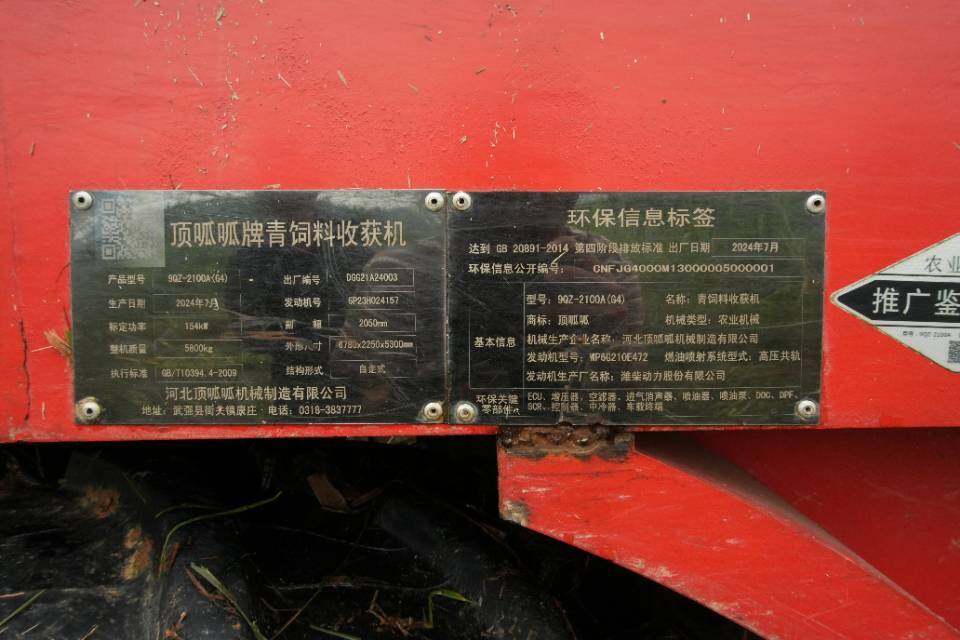 顶呱呱牌青饲料收获机
产品型号 9QZ-2100A(G4) 出厂编号 DGG21A24003
生产日期 2024年7月 发动机号 6P23H024157
标定功率 154kW 割幅 2050mm
整机质量 5800kg 外形尺寸 6780x2250x5300mm
执行标准 GB/T10394.4-2009 结构形式 自走式
河北顶呱呱机械制造有限公司
地址：武强县街关镇康庄·电话：0318-3837777
环保信息标签
达到 GB 20891-2014 第四阶段排放标准 出厂日期 2024年7月
环保信息公开编号： CNFJG4000M13000005000001
基本信息
型号：9QZ-2100A(G4) 名称：青饲料收获机
商标：顶呱呱 机械类型：农业机械
机械生产企业名称：河北顶呱呱机械制造有限公司
发动机型号：WP6G210E472 燃油喷射系统型式：高压共轨
发动机生产厂名称：潍柴动力股份有限公司
环保关键零部件
ECU、增压器、空滤器、进气消声器、喷油器、喷油泵、DOC、DPF、
SCR、控制器、中冷器、车载终端
农业
推广鉴